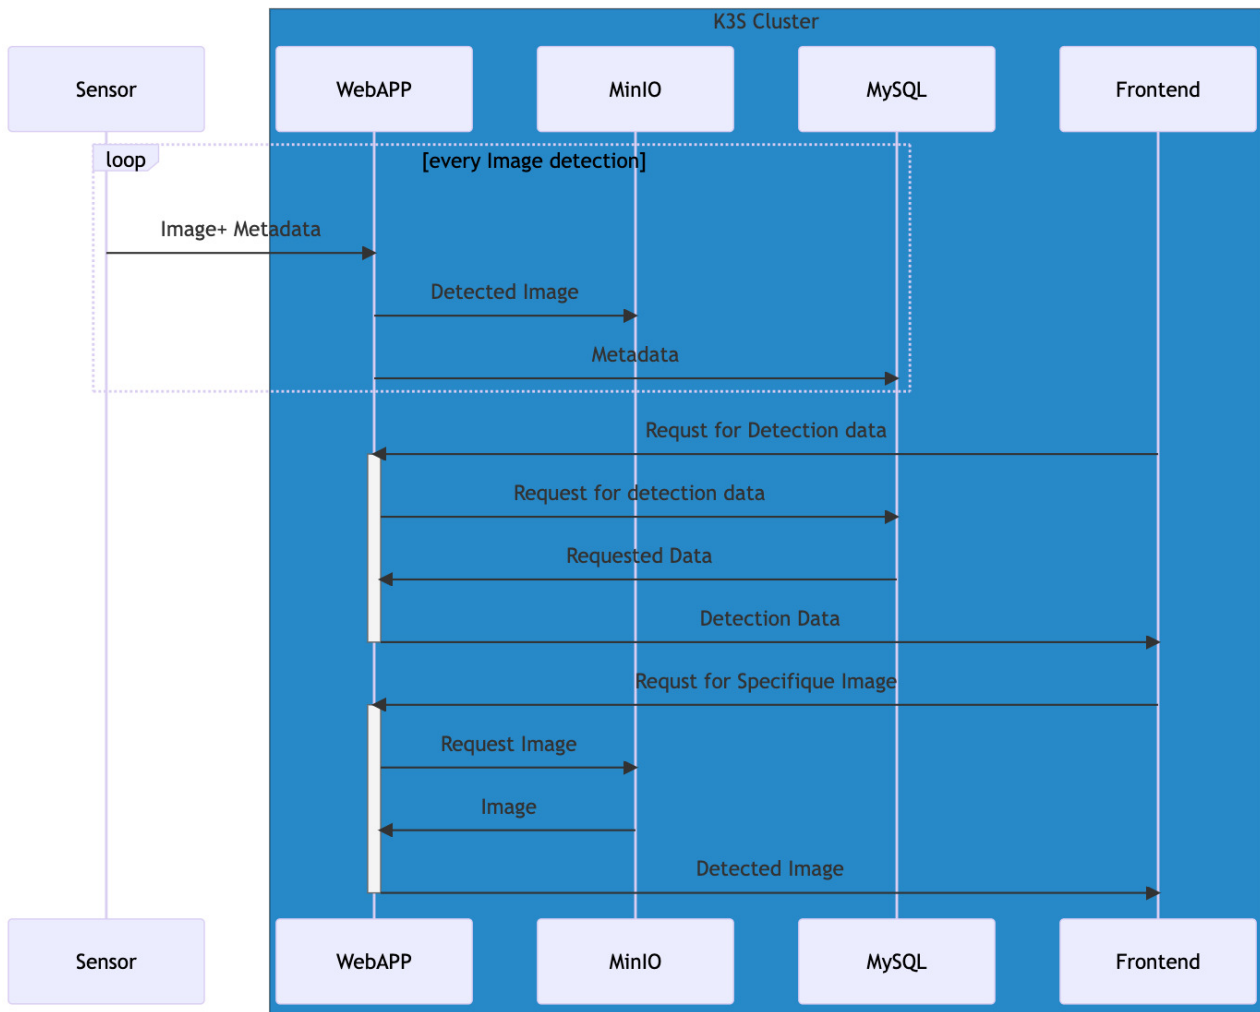 K3S Cluster
Sensor
WebAPP
MinIO
MySQL
Frontend
loop
[every Image detection]
Image+ Metadata
Detected Image
Metadata
Requst for Detection data
Request for detection data
Requested Data
Detection Data
Requst for Specifique Image
Request Image
Image
Detected Image
Sensor
WebAPP
MinIO
MySQL
Frontend